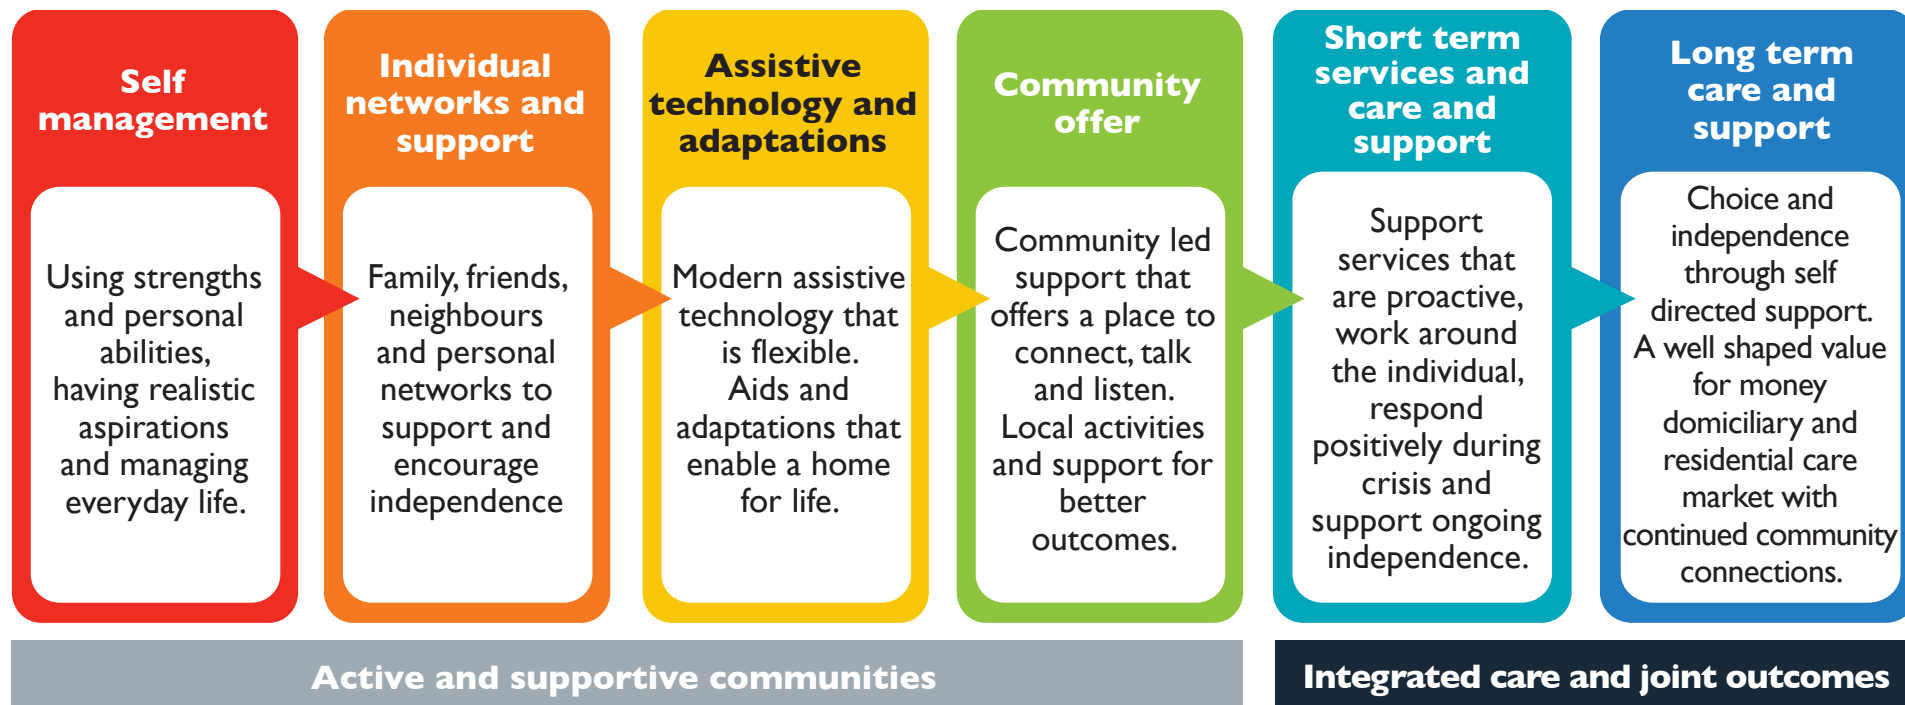 Self
management
Using strengths
and personal
abilities,
having realistic
aspirations
and managing
everyday life.
Individual
networks and
support
Family, friends,
neighbours
and personal
networks to
support and
encourage
independence
Assistive
technology and
adaptations
Modern assistive
technology that
is flexible.
Aids and
adaptations that
enable a home
for life.
Community
offer
Community led
support that
offers a place to
connect, talk
and listen.
Local activities
and support for
better
outcomes.
Short term
services and
care and
support
Support
services that
are proactive,
work around
the individual,
respond
positively during
crisis and
support ongoing
independence.
Long term
care and
support
Choice and
independence
through self
directed support.
A well shaped value
for money
domiciliary and
residential care
market with
continued community
connections.
Active and supportive communities
Integrated care and joint outcomes